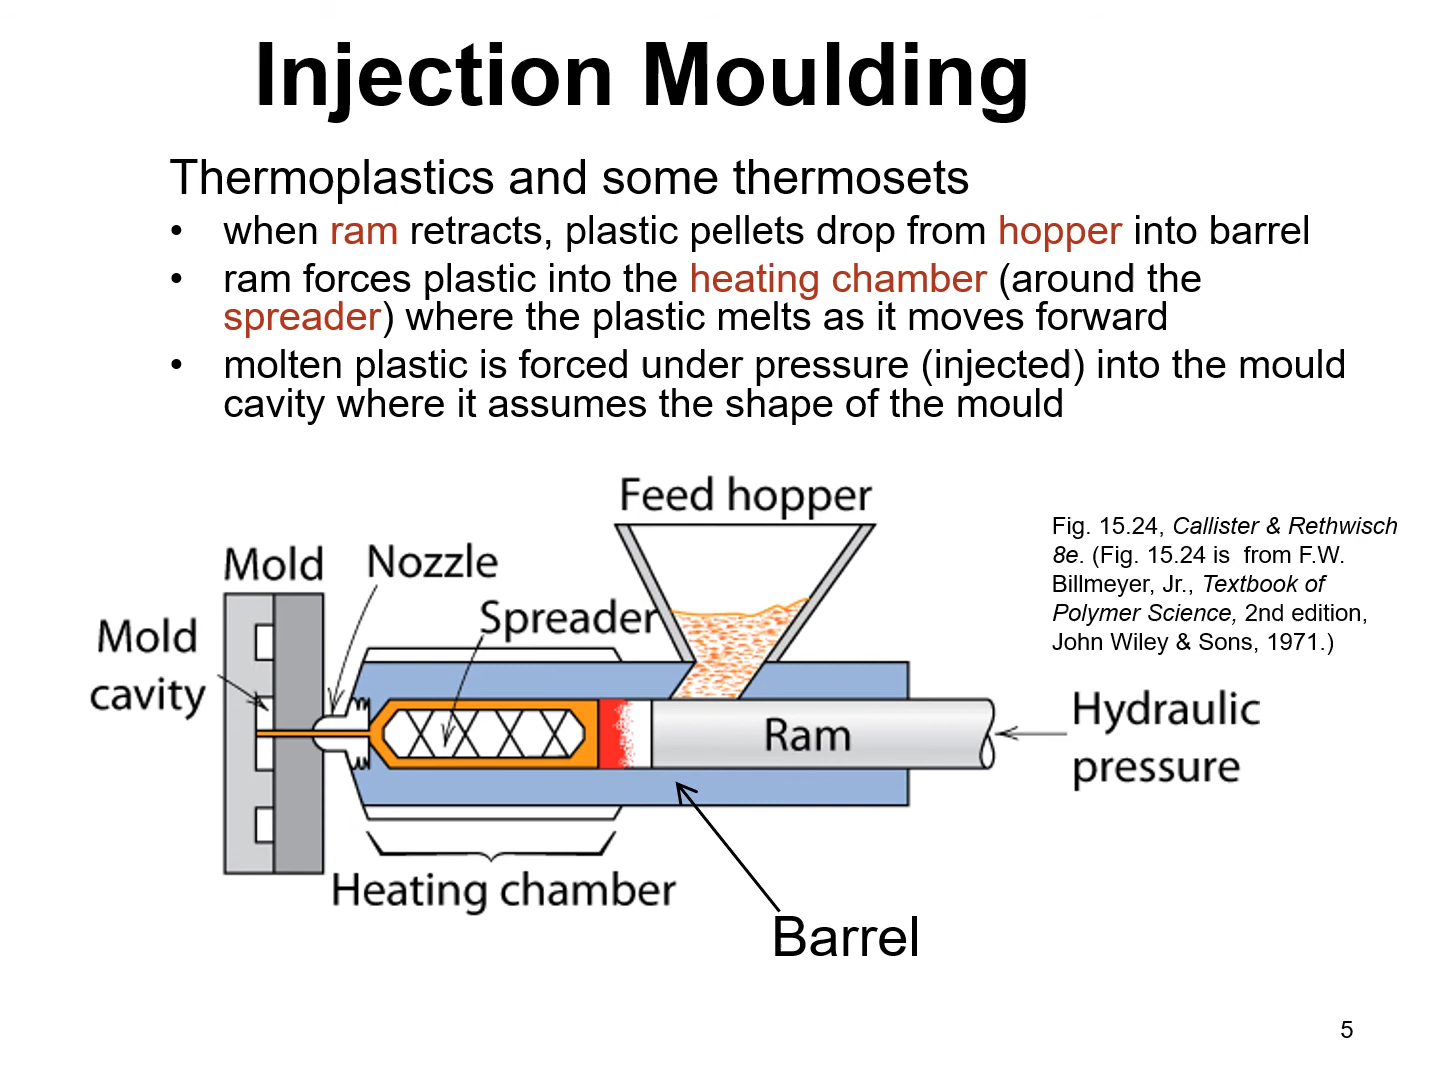 Injection Moulding
Thermoplastics and some thermosets
• when ram retracts, plastic pellets drop from hopper into barrel
• ram forces plastic into the heating chamber (around the
spreader) where the plastic melts as it moves forward
• molten plastic is forced under pressure (injected) into the mould
cavity where it assumes the shape of the mould
Feed hopper
Fig. 15.24, Callister & Rethwisch
8e. (Fig. 15.24 is from F.W.
Billmeyer, Jr., Textbook of
Polymer Science, 2nd edition,
John Wiley & Sons, 1971.)
Mold
Nozzle
Spreader
Mold
cavity
Ram
Hydraulic
pressure
Heating chamber
Barrel
5